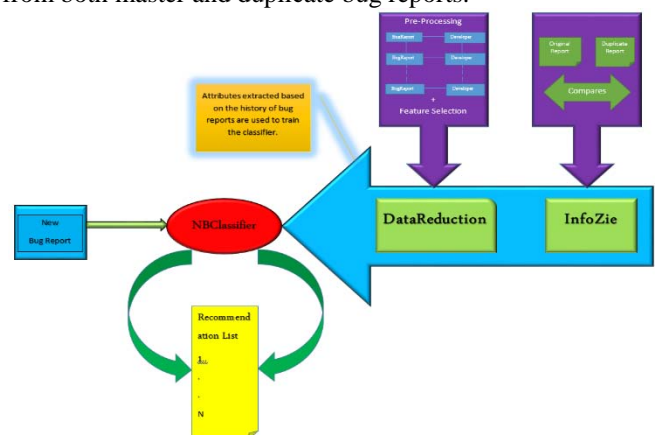 from both master and duplicate bug reports.
Pre-Processing
BugReport Developer
BugReport Developer
BugReport Developer
+
Feature Selection
Original
Report
Duplicate
Report
Compares
Attributes extracted based
on the history of bug
reports are used to train
the classifier.
New
Bug Report
NBClassifier
DataReduction
InfoZie
Recommend
ation List
1..
.
.
N